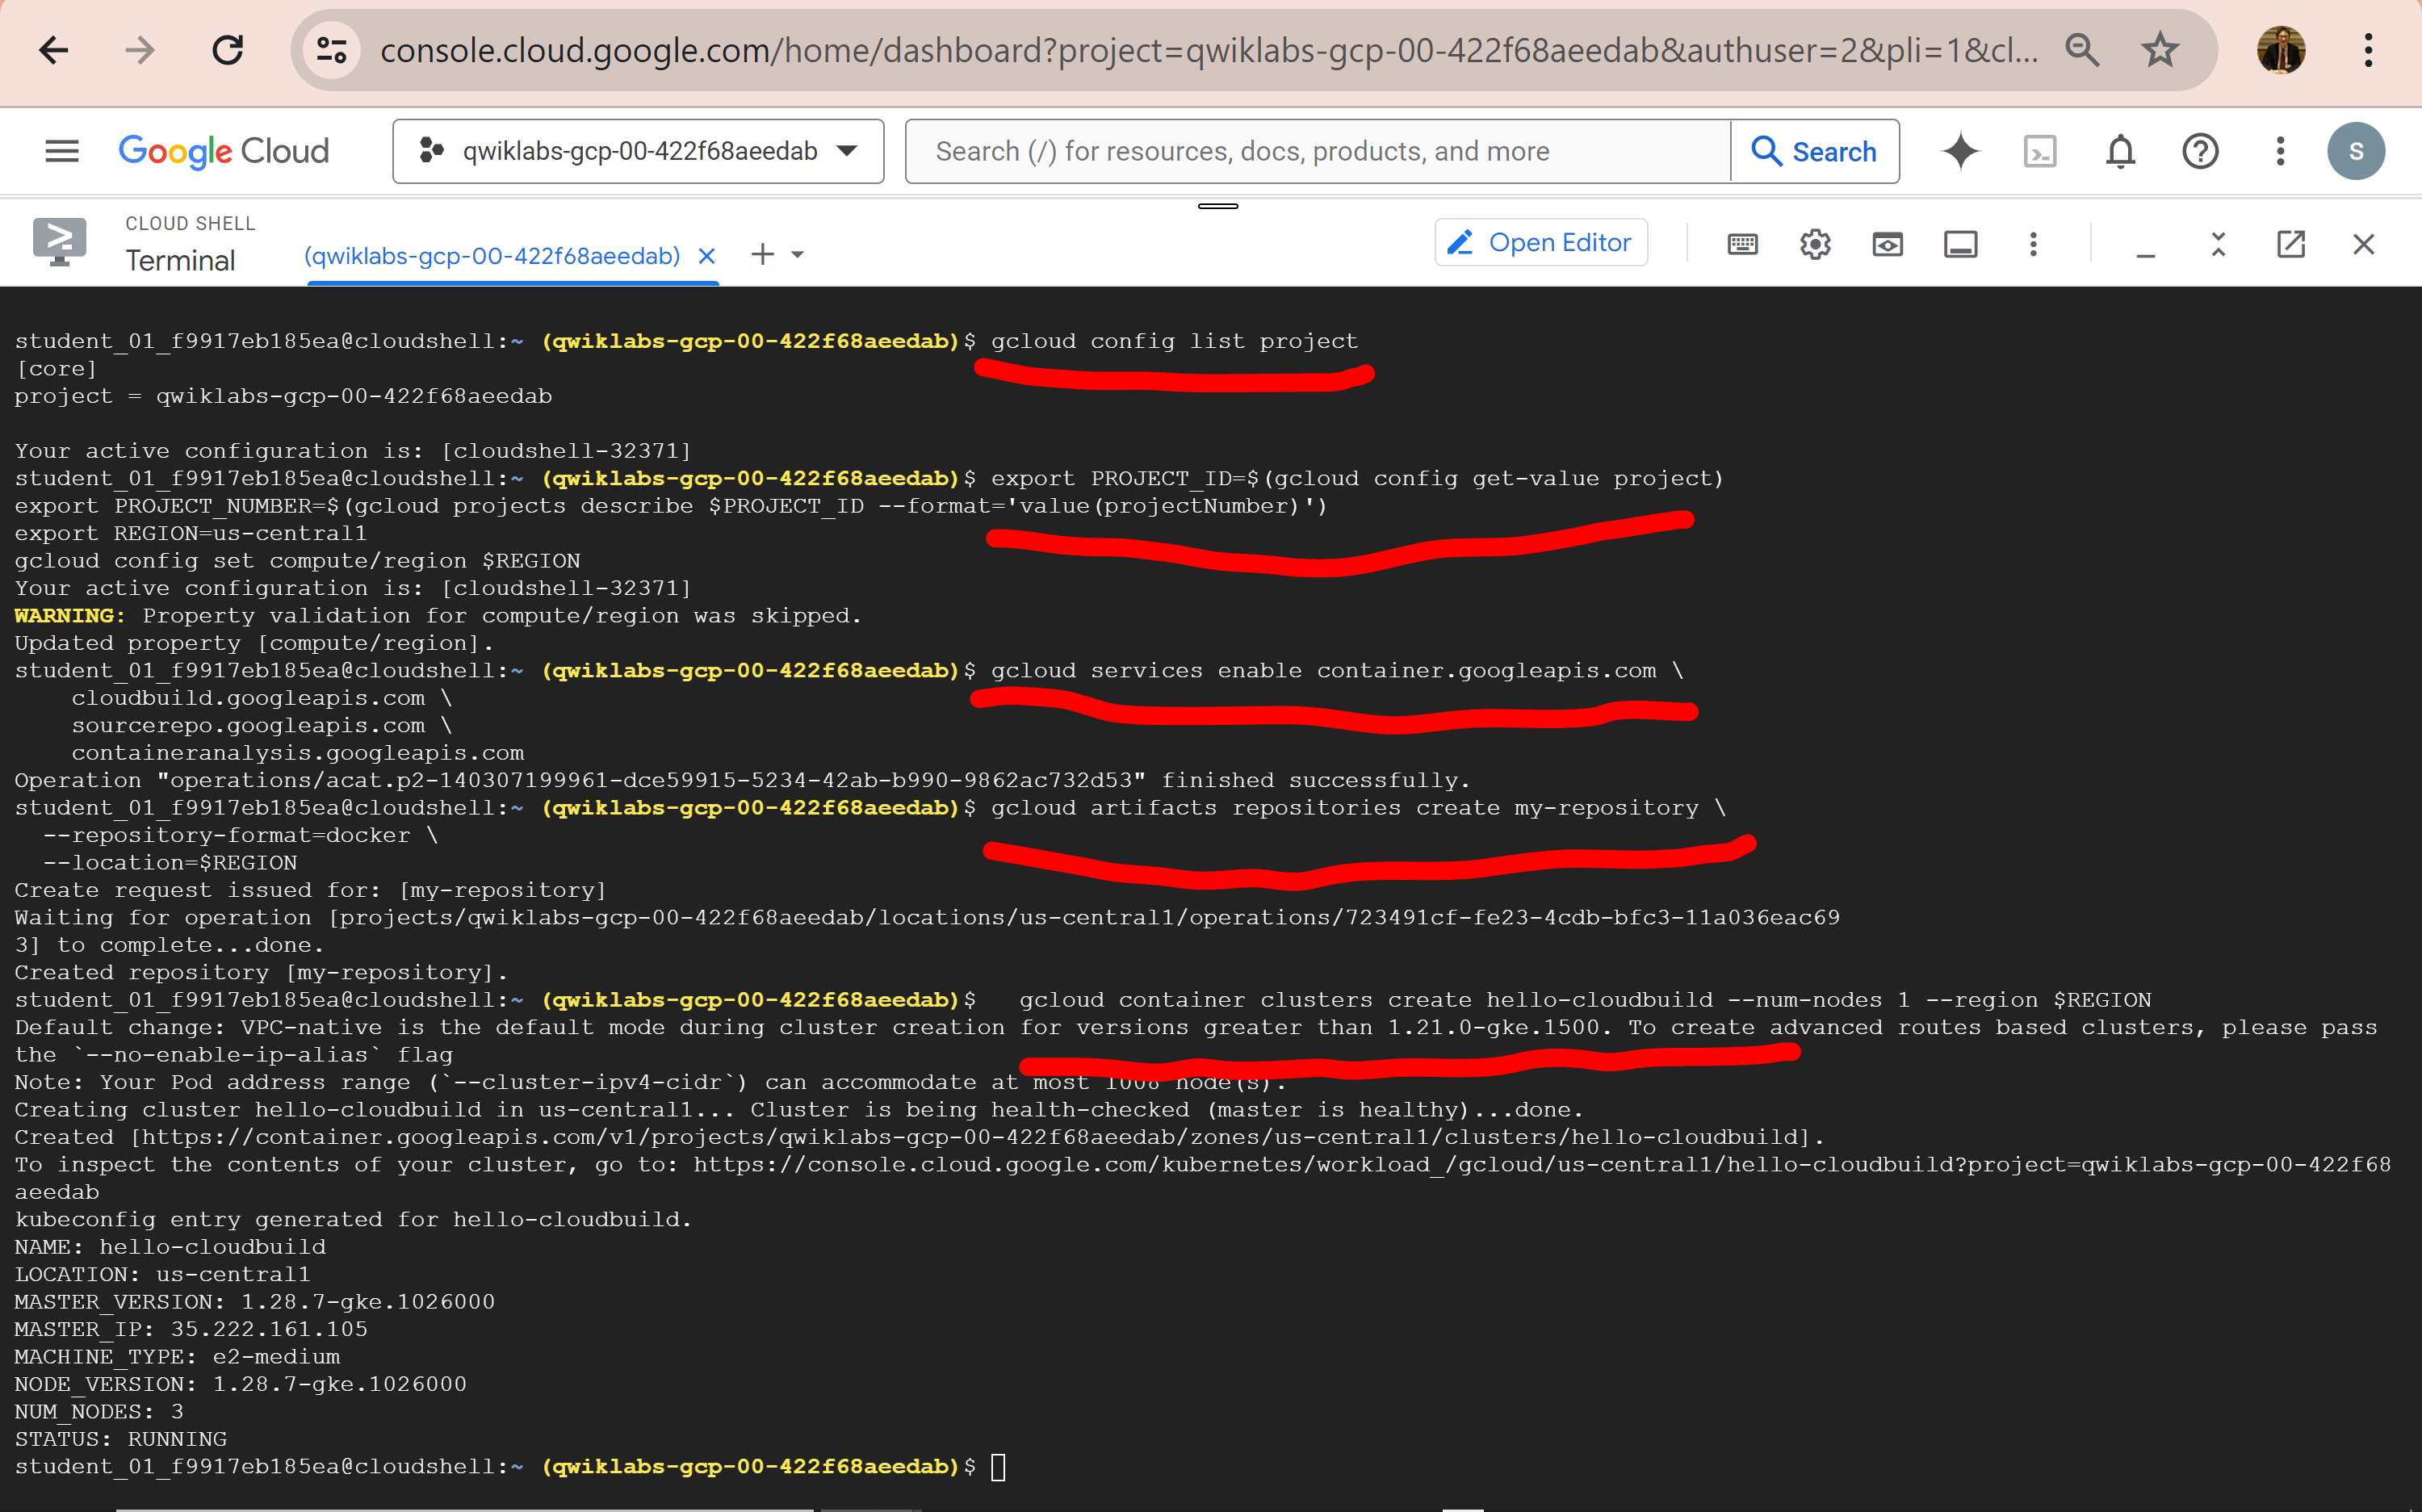 console.cloud.google.com/home/dashboard?project=qwiklabs-gcp-00-422f68aeedab&authuser=2&pli=1&cl...
Google Cloud
qwiklabs-gcp-00-422f68aeedab
Search (/) for resources, docs, products, and more
Search
S
CLOUD SHELL
Terminal
(qwiklabs-gcp-00-422f68aeedab)
Open Editor
student_01_f9917eb185ea@cloudshell:~ (qwiklabs-gcp-00-422f68aeedab)$ gcloud config list project
[core]
project = qwiklabs-gcp-00-422f68aeedab
Your active configuration is: [cloudshell-32371]
student_01_f9917eb185ea@cloudshell:~ (qwiklabs-gcp-00-422f68aeedab)$ export PROJECT_ID=$(gcloud config get-value project)
export PROJECT_NUMBER=$(gcloud projects describe $PROJECT_ID --format='value(projectNumber)')
export REGION=us-central1
gcloud config set compute/region $REGION
Your active configuration is: [cloudshell-32371]
WARNING: Property validation for compute/region was skipped.
Updated property [compute/region].
student_01_f9917eb185ea@cloudshell:~ (qwiklabs-gcp-00-422f68aeedab)$ gcloud services enable container.googleapis.com \
    cloudbuild.googleapis.com \
    sourcerepo.googleapis.com \
    containeranalysis.googleapis.com
Operation "operations/acat.p2-140307199961-dce59915-5234-42ab-b990-9862ac732d53" finished successfully.
student_01_f9917eb185ea@cloudshell:~ (qwiklabs-gcp-00-422f68aeedab)$ gcloud artifacts repositories create my-repository \
  --repository-format=docker \
  --location=$REGION
Create request issued for: [my-repository]
Waiting for operation [projects/qwiklabs-gcp-00-422f68aeedab/locations/us-central1/operations/723491cf-fe23-4cdb-bfc3-11a036eac69
3] to complete...done.
Created repository [my-repository].
student_01_f9917eb185ea@cloudshell:~ (qwiklabs-gcp-00-422f68aeedab)$   gcloud container clusters create hello-cloudbuild --num-nodes 1 --region $REGION
Default change: VPC-native is the default mode during cluster creation for versions greater than 1.21.0-gke.1500. To create advanced routes based clusters, please pass
the `--no-enable-ip-alias` flag
Note: Your Pod address range (`--cluster-ipv4-cidr`) can accommodate at most 1008 node(s).
Creating cluster hello-cloudbuild in us-central1... Cluster is being health-checked (master is healthy)...done.
Created [https://container.googleapis.com/v1/projects/qwiklabs-gcp-00-422f68aeedab/zones/us-central1/clusters/hello-cloudbuild].
To inspect the contents of your cluster, go to: https://console.cloud.google.com/kubernetes/workload_/gcloud/us-central1/hello-cloudbuild?project=qwiklabs-gcp-00-422f68
aeedab
kubeconfig entry generated for hello-cloudbuild.
NAME: hello-cloudbuild
LOCATION: us-central1
MASTER_VERSION: 1.28.7-gke.1026000
MASTER_IP: 35.222.161.105
MACHINE_TYPE: e2-medium
NODE_VERSION: 1.28.7-gke.1026000
NUM_NODES: 3
STATUS: RUNNING
student_01_f9917eb185ea@cloudshell:~ (qwiklabs-gcp-00-422f68aeedab)$